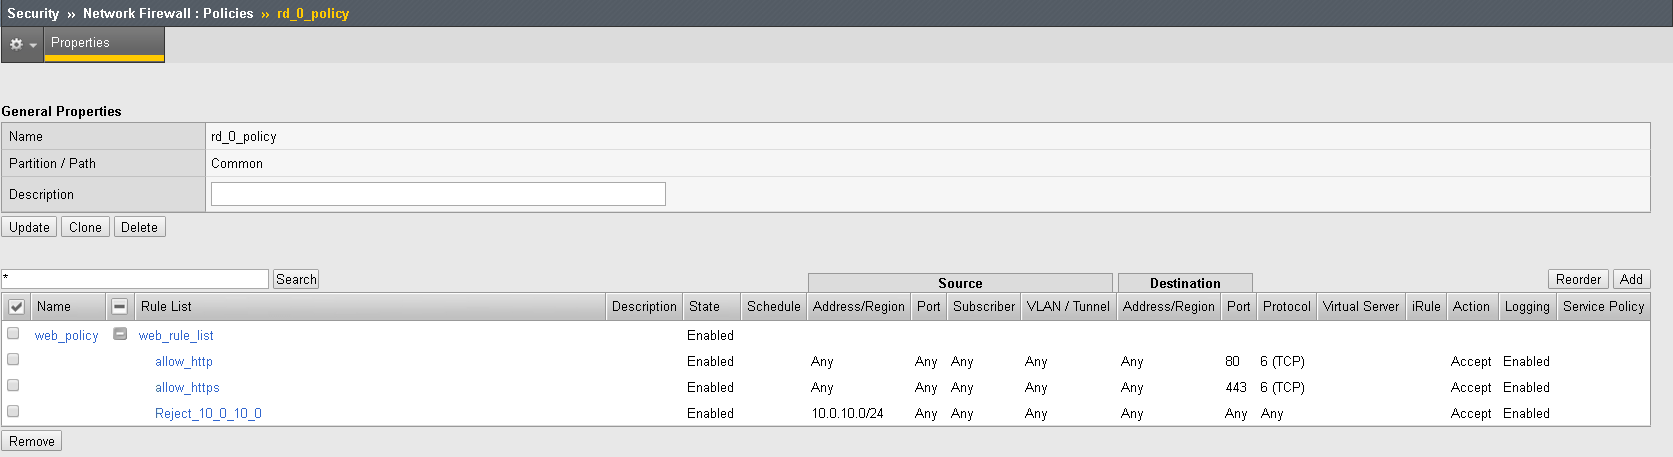 Security » Network Firewall : Policies » rd_0_policy
Properties
General Properties
Name rd_0_policy
Partition / Path Common
Description
Update Clone Delete
* Search Source Destination Reorder Add
Name Rule List Description State Schedule Address/Region Port Subscriber VLAN / Tunnel Address/Region Port Protocol Virtual Server iRule Action Logging Service Policy
web_policy web_rule_list Enabled
allow_http Enabled Any Any Any Any Any 80 6 (TCP) Accept Enabled
allow_https Enabled Any Any Any Any Any 443 6 (TCP) Accept Enabled
Reject_10_0_10_0 Enabled 10.0.10.0/24 Any Any Any Any Any Any Accept Enabled
Remove